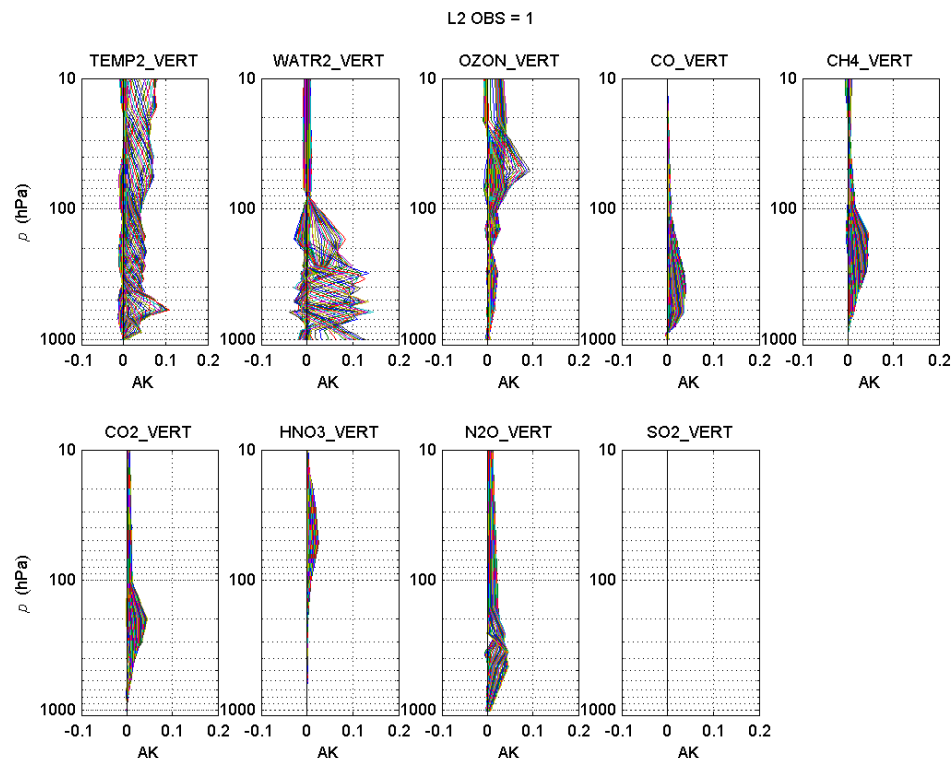 L2 OBS = 1
TEMP2_VERT WATR2_VERT OZON_VERT CO_VERT CH4_VERT
10 10 10 10 10
100 100 100 100 100
1000 1000 1000 1000 1000
p (hPa)
-0.1 0 0.1 0.2 -0.1 0 0.1 0.2 -0.1 0 0.1 0.2 -0.1 0 0.1 0.2 -0.1 0 0.1 0.2
AK AK AK AK AK
CO2_VERT HNO3_VERT N2O_VERT SO2_VERT
10 10 10 10
100 100 100 100
1000 1000 1000 1000
p (hPa)
-0.1 0 0.1 0.2 -0.1 0 0.1 0.2 -0.1 0 0.1 0.2 -0.1 0 0.1 0.2
AK AK AK AK